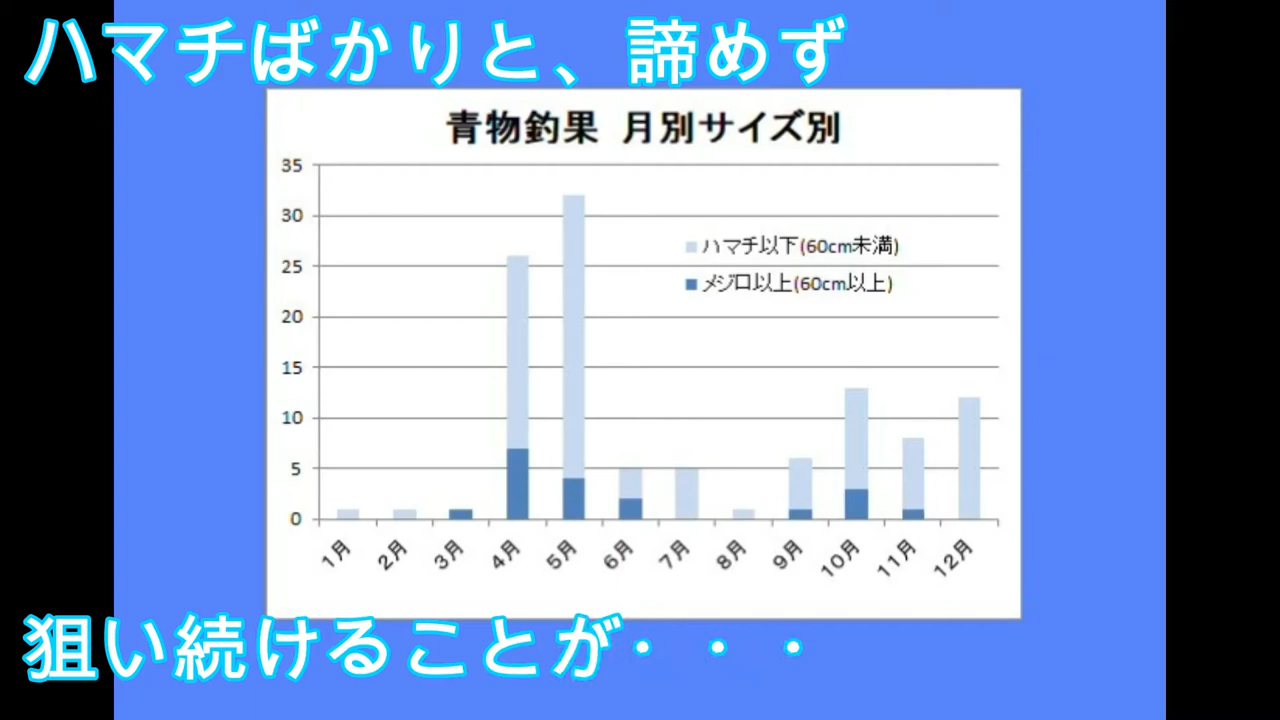 ハマチばかりと、諦めず
青物釣果 月別サイズ別
35
30
25
20
15
10
5
0
ハマチ以下(60cm未満)
メジロ以上(60cm以上)
1月 2月 3月 4月 5月 6月 7月 8月 9月 10月 11月 12月
狙い続けることが・・・